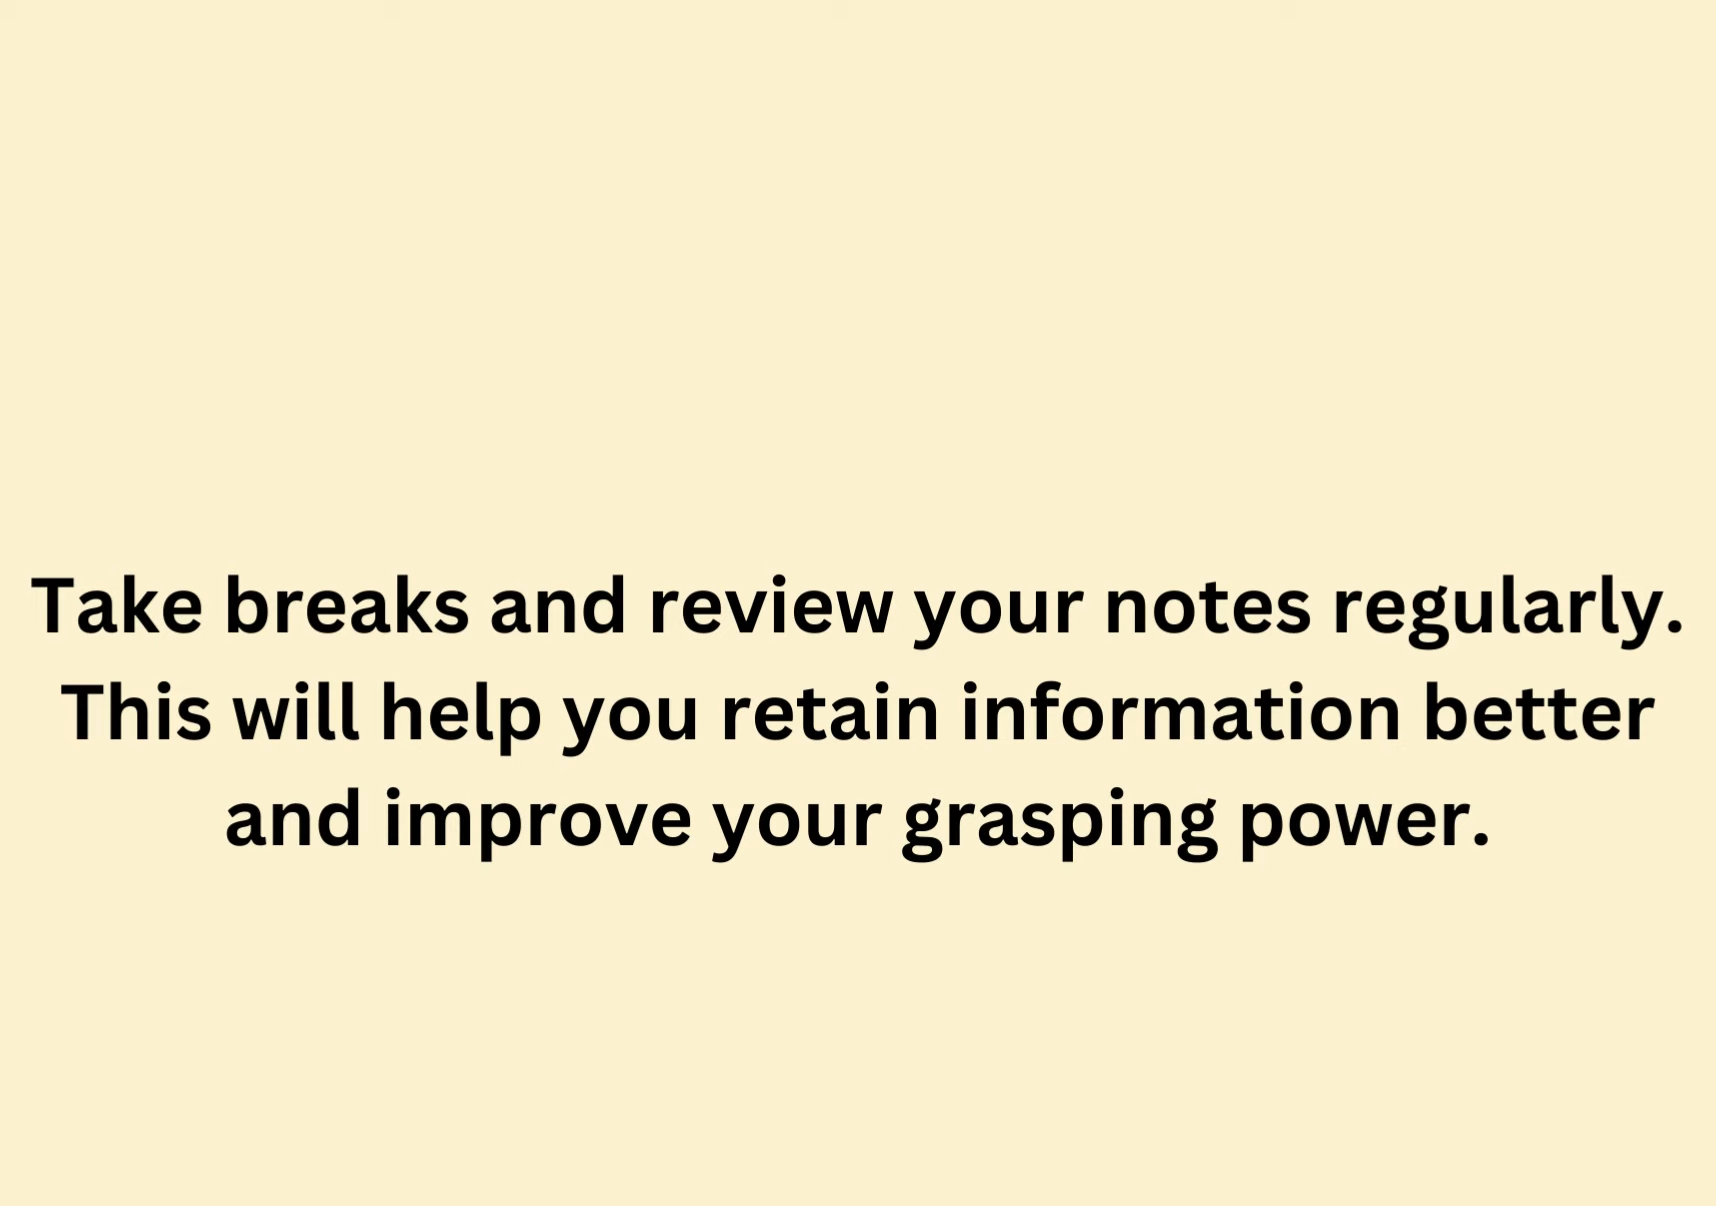 Take breaks and review your notes regularly.
This will help you retain information better
and improve your grasping power.